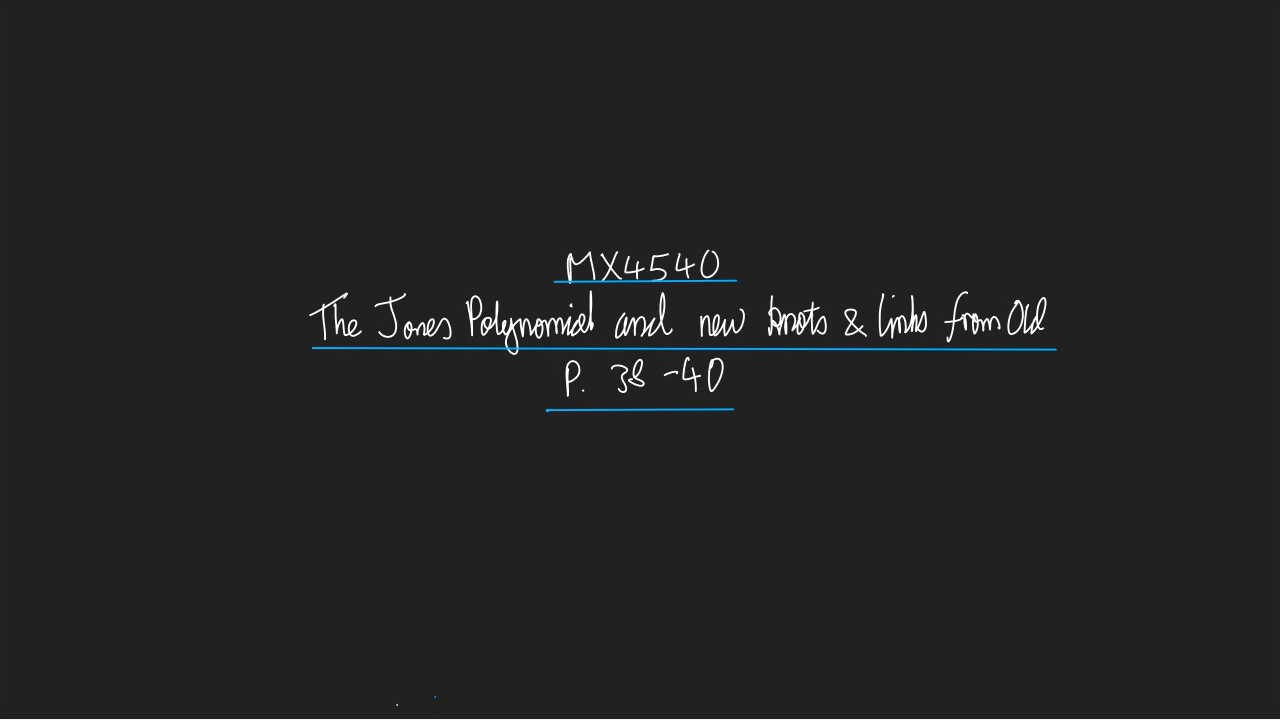 MX4540
The Jones Polynomial and new knots & links from Old
P. 38-40